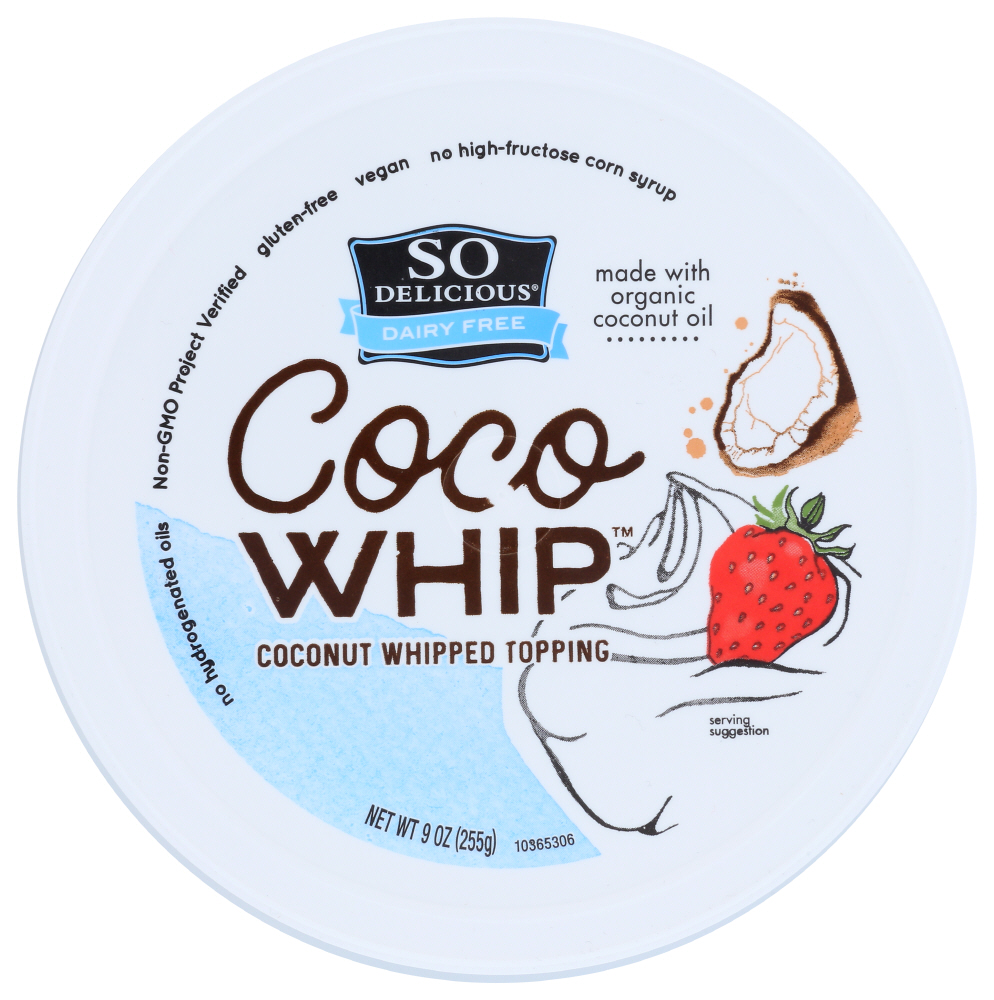 no hydrogenated oils Non-GMO Project Verified gluten-free vegan no high-fructose corn syrup
SO
DELICIOUS®
DAIRY FREE
made with
organic
coconut oil
Coco
WHIP™
COCONUT WHIPPED TOPPING
serving
suggestion
NET WT 9 OZ (255g)
10365306